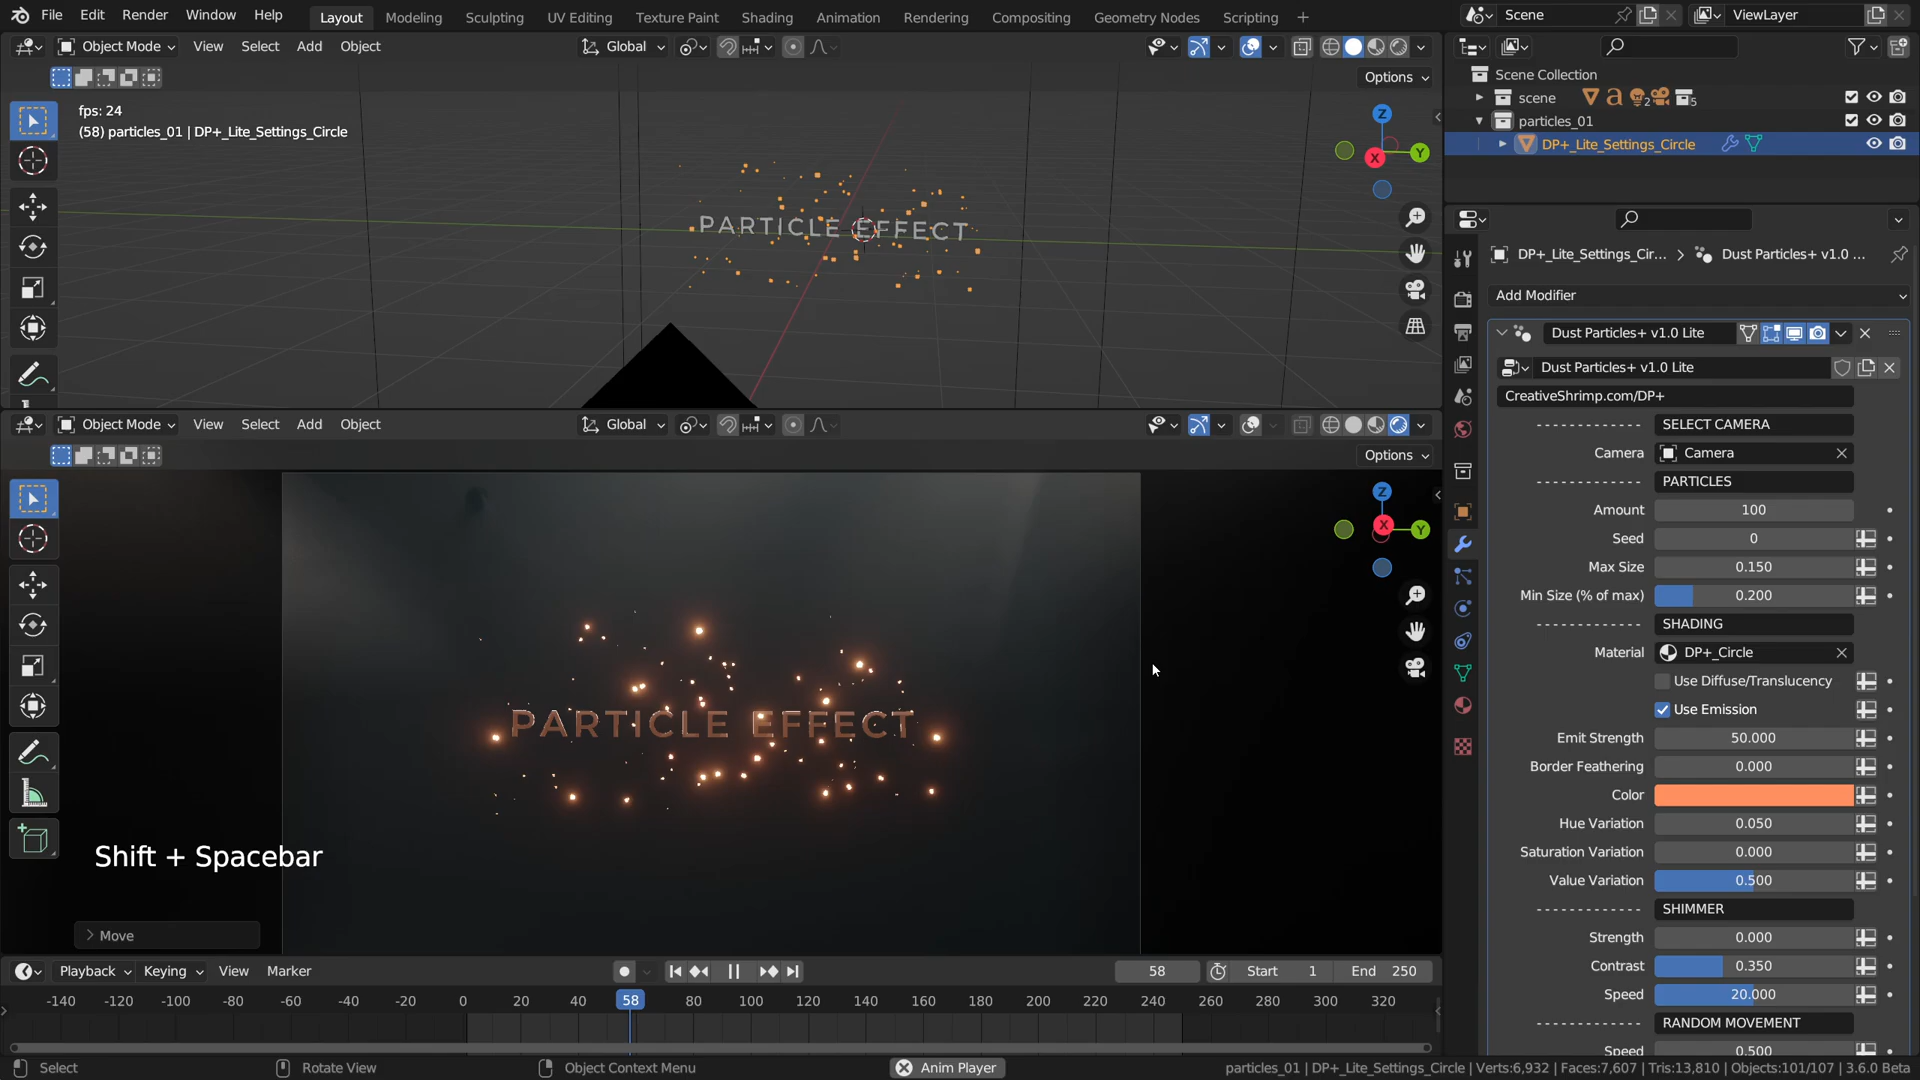 File Edit Render Window Help Layout Modeling Sculpting UV Editing Texture Paint Shading Animation Rendering Compositing Geometry Nodes Scripting + Scene ViewLayer
Object Mode View Select Add Object Global
Options
fps: 24
(58) particles_01 | DP+_Lite_Settings_Circle
Z
Y
X
PARTICLE EFFECT
Object Mode View Select Add Object Global
Options
Z
X
Y
PARTICLE EFFECT
Shift + Spacebar
Move
Playback Keying View Marker 58 Start 1 End 250
-140 -120 -100 -80 -60 -40 -20 0 20 40 58 80 100 120 140 160 180 200 220 240 260 280 300 320
Select Rotate View Object Context Menu Anim Player particles_01 | DP+_Lite_Settings_Circle | Verts:6,932 | Faces:7,607 | Tris:13,810 | Objects:101/107 | 3.6.0 Beta
Scene Collection
scene 2 5
particles_01
DP+_Lite_Settings_Circle
DP+_Lite_Settings_Cir... > Dust Particles+ v1.0 ...
Add Modifier
Dust Particles+ v1.0 Lite
Dust Particles+ v1.0 Lite
CreativeShrimp.com/DP+
------------- SELECT CAMERA
Camera Camera
------------- PARTICLES
Amount 100
Seed 0
Max Size 0.150
Min Size (% of max) 0.200
------------- SHADING
Material DP+_Circle
Use Diffuse/Translucency
Use Emission
Emit Strength 50.000
Border Feathering 0.000
Color
Hue Variation 0.050
Saturation Variation 0.000
Value Variation 0.500
------------- SHIMMER
Strength 0.000
Contrast 0.350
Speed 20.000
------------- RANDOM MOVEMENT
Speed 0.500